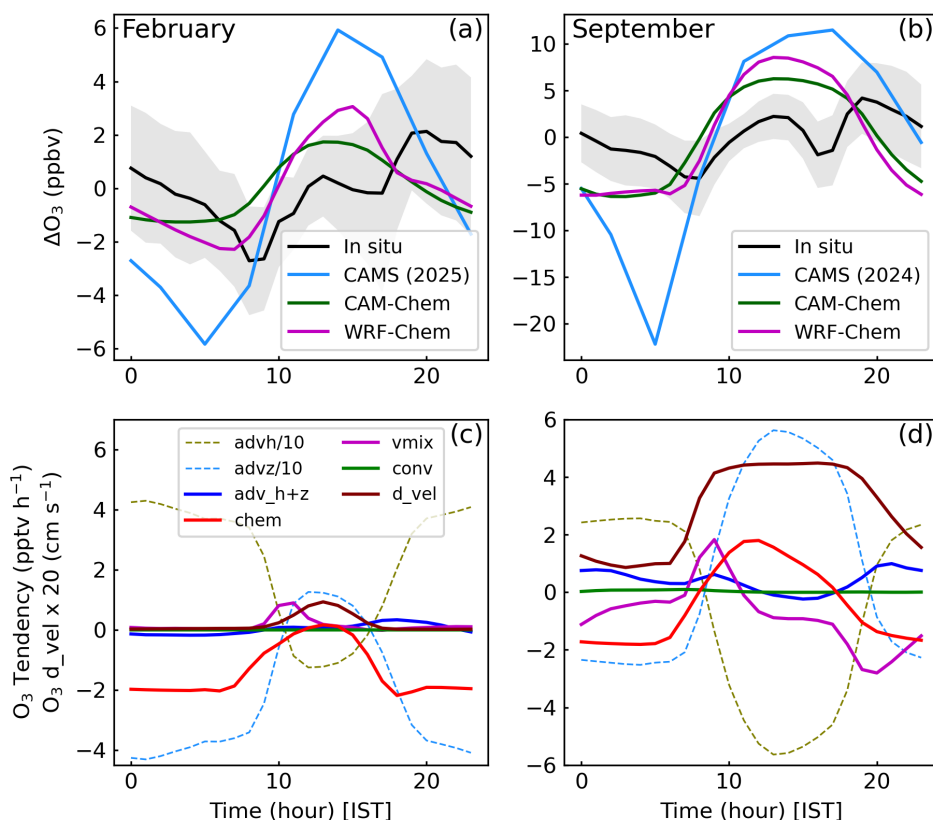 February
(a)
6
4
2
0
−2
−4
−6
ΔO₃ (ppbv)
In situ
CAMS (2025)
CAM-Chem
WRF-Chem
0
10
20
September
(b)
10
5
0
−5
−10
−15
−20
In situ
CAMS (2024)
CAM-Chem
WRF-Chem
0
10
20
(c)
6
4
2
0
−2
−4
O₃ Tendency (pptv h⁻¹)
O₃ d_vel x 20 (cm s⁻¹)
advh/10
advz/10
adv_h+z
chem
vmix
conv
d_vel
0
10
20
Time (hour) [IST]
(d)
6
4
2
0
−2
−4
−6
0
10
20
Time (hour) [IST]